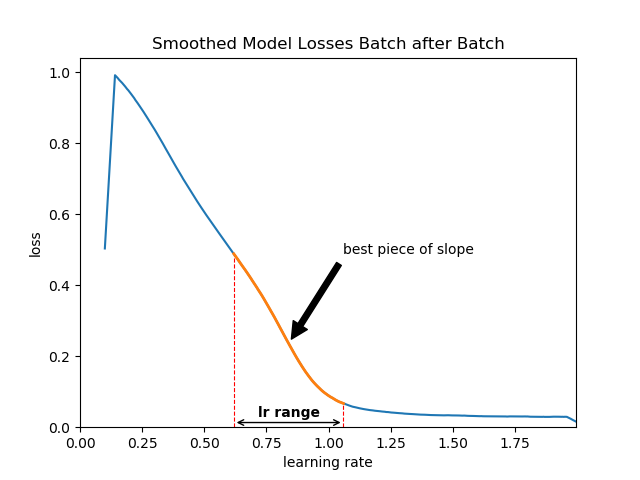 Smoothed Model Losses Batch after Batch
1.0
0.8
0.6
0.4
0.2
0.0
loss
best piece of slope
lr range
0.00 0.25 0.50 0.75 1.00 1.25 1.50 1.75
learning rate